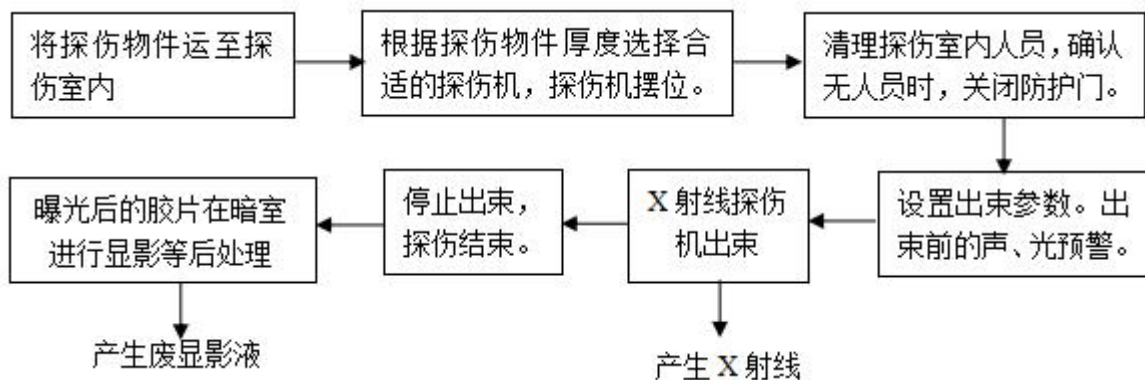 将探伤物件运至探
伤室内
根据探伤物件厚度选择合
适的探伤机，探伤机摆位。
清理探伤室内人员，确认
无人员时，关闭防护门。
设置出束参数。出
束前的声、光预警。
X 射线探伤
机出束
停止出束，
探伤结束。
曝光后的胶片在暗室
进行显影等后处理
产生废显影液
产生 X 射线